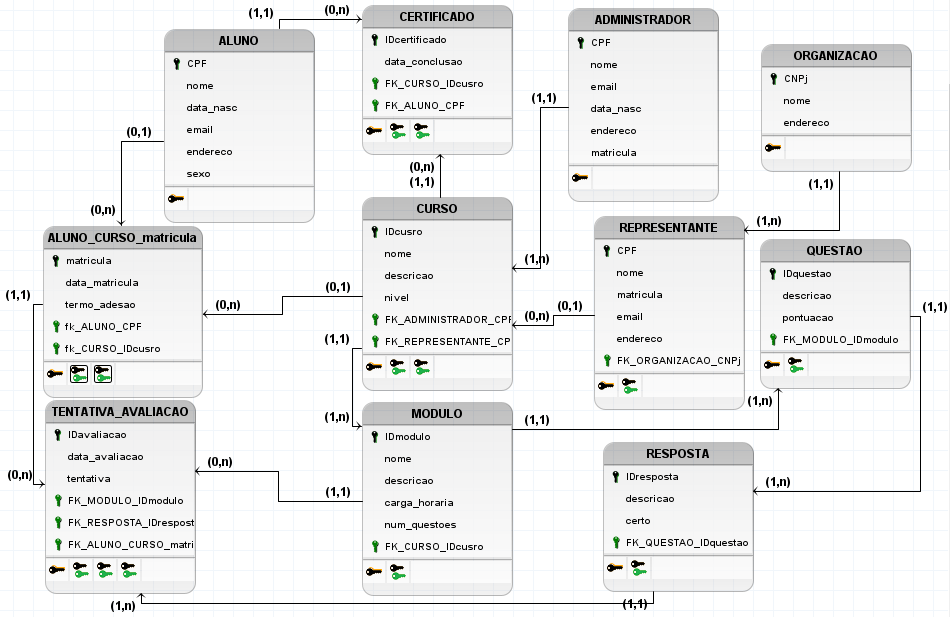 (1,1)
(0,n)
ALUNO
CPF
nome
data_nasc
email
endereco
sexo
CERTIFICADO
IDcertificado
data_conclusao
FK_CURSO_IDcusro
FK_ALUNO_CPF
ADMINISTRADOR
CPF
nome
email
data_nasc
endereco
matricula
ORGANIZACAO
CNPj
nome
endereco
(0,1)
(0,n)
(0,n)
(1,1)
(1,1)
(1,n)
(1,1)
(1,n)
ALUNO_CURSO_matricula
matricula
data_matricula
termo_adesao
fk_ALUNO_CPF
fk_CURSO_IDcusro
CURSO
IDcusro
nome
descricao
nivel
FK_ADMINISTRADOR_CPF
FK_REPRESENTANTE_CP
REPRESENTANTE
CPF
nome
matricula
email
endereco
FK_ORGANIZACAO_CNPj
QUESTAO
IDquestao
descricao
pontuacao
FK_MODULO_IDmodulo
(1,1)
(0,n)
(0,n)
(0,1)
(0,n)
(0,1)
(1,1)
(1,n)
(1,1)
(1,n)
(1,1)
(1,n)
TENTATIVA_AVALIACAO
IDavaliacao
data_avaliacao
tentativa
FK_MODULO_IDmodulo
FK_RESPOSTA_IDrespost
FK_ALUNO_CURSO_matri
(0,n)
(1,1)
MODULO
IDmodulo
nome
descricao
carga_horaria
num_questoes
FK_CURSO_IDcusro
RESPOSTA
IDresposta
descricao
certo
FK_QUESTAO_IDquestao
(1,n)
(1,1)